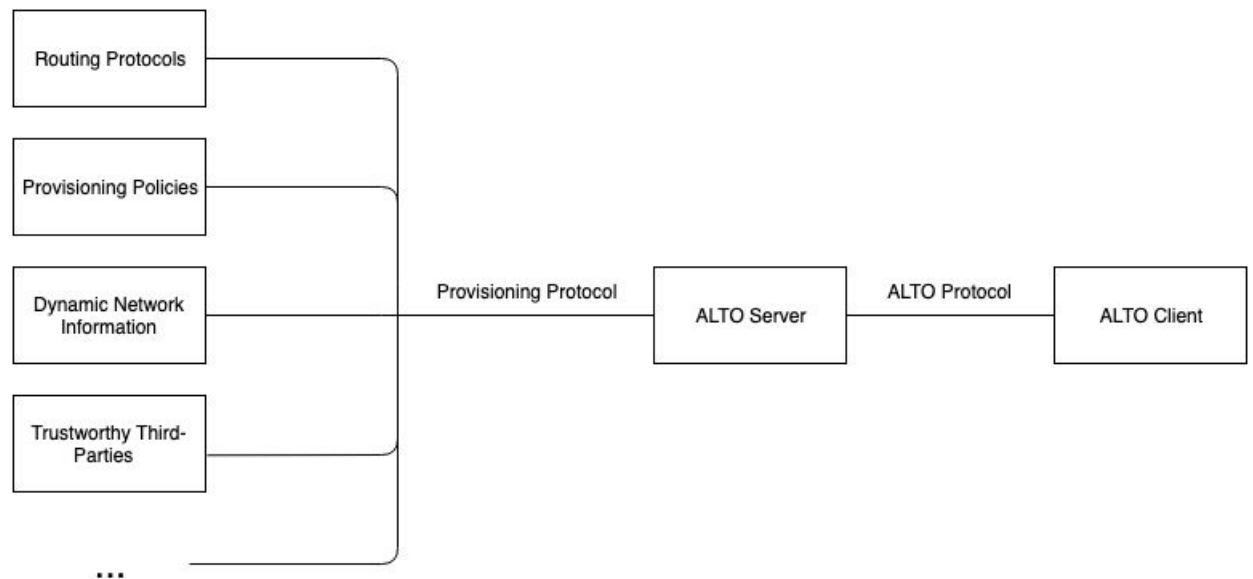 Routing Protocols
Provisioning Policies
Dynamic Network
Information
Provisioning Protocol
ALTO Server
ALTO Protocol
ALTO Client
Trustworthy Third-
Parties
...